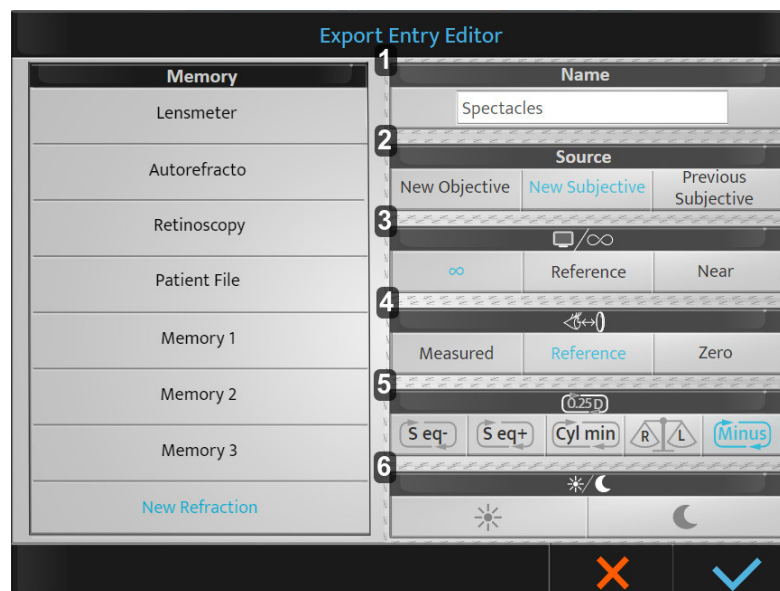 Export Entry Editor
Memory
Lensmeter
Autorefracto
Retinoscopy
Patient File
Memory 1
Memory 2
Memory 3
New Refraction
1
Name
Spectacles
2
Source
New Objective New Subjective Previous Subjective
3
/∞
∞ Reference Near
4
Measured Reference Zero
5
0.25 D
S eq- S eq+ Cyl min R L Minus
6